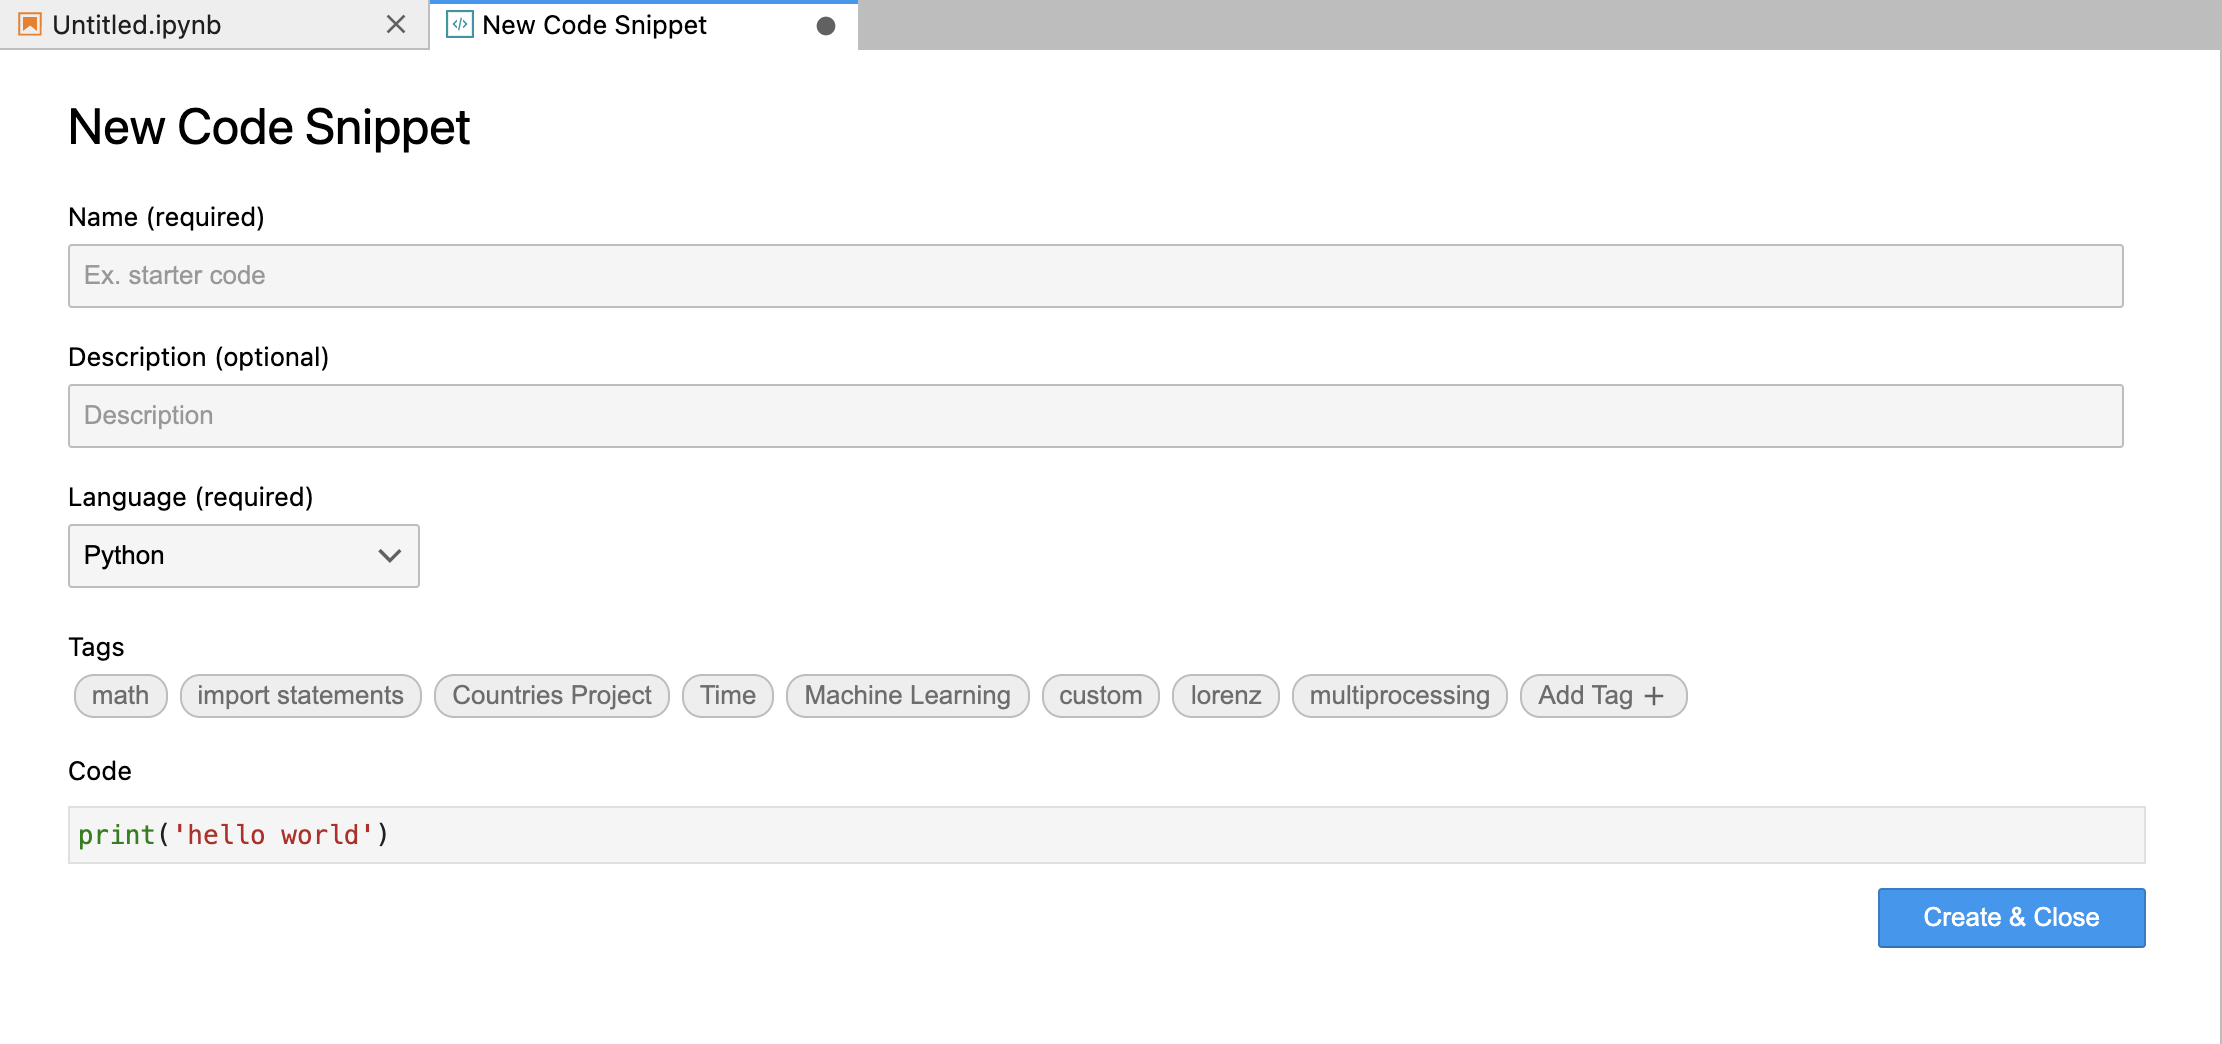 Untitled.ipynb New Code Snippet
New Code Snippet
Name (required)
Ex. starter code
Description (optional)
Description
Language (required)
Python
Tags
math import statements Countries Project Time Machine Learning custom lorenz multiprocessing Add Tag +
Code
print('hello world')
Create & Close